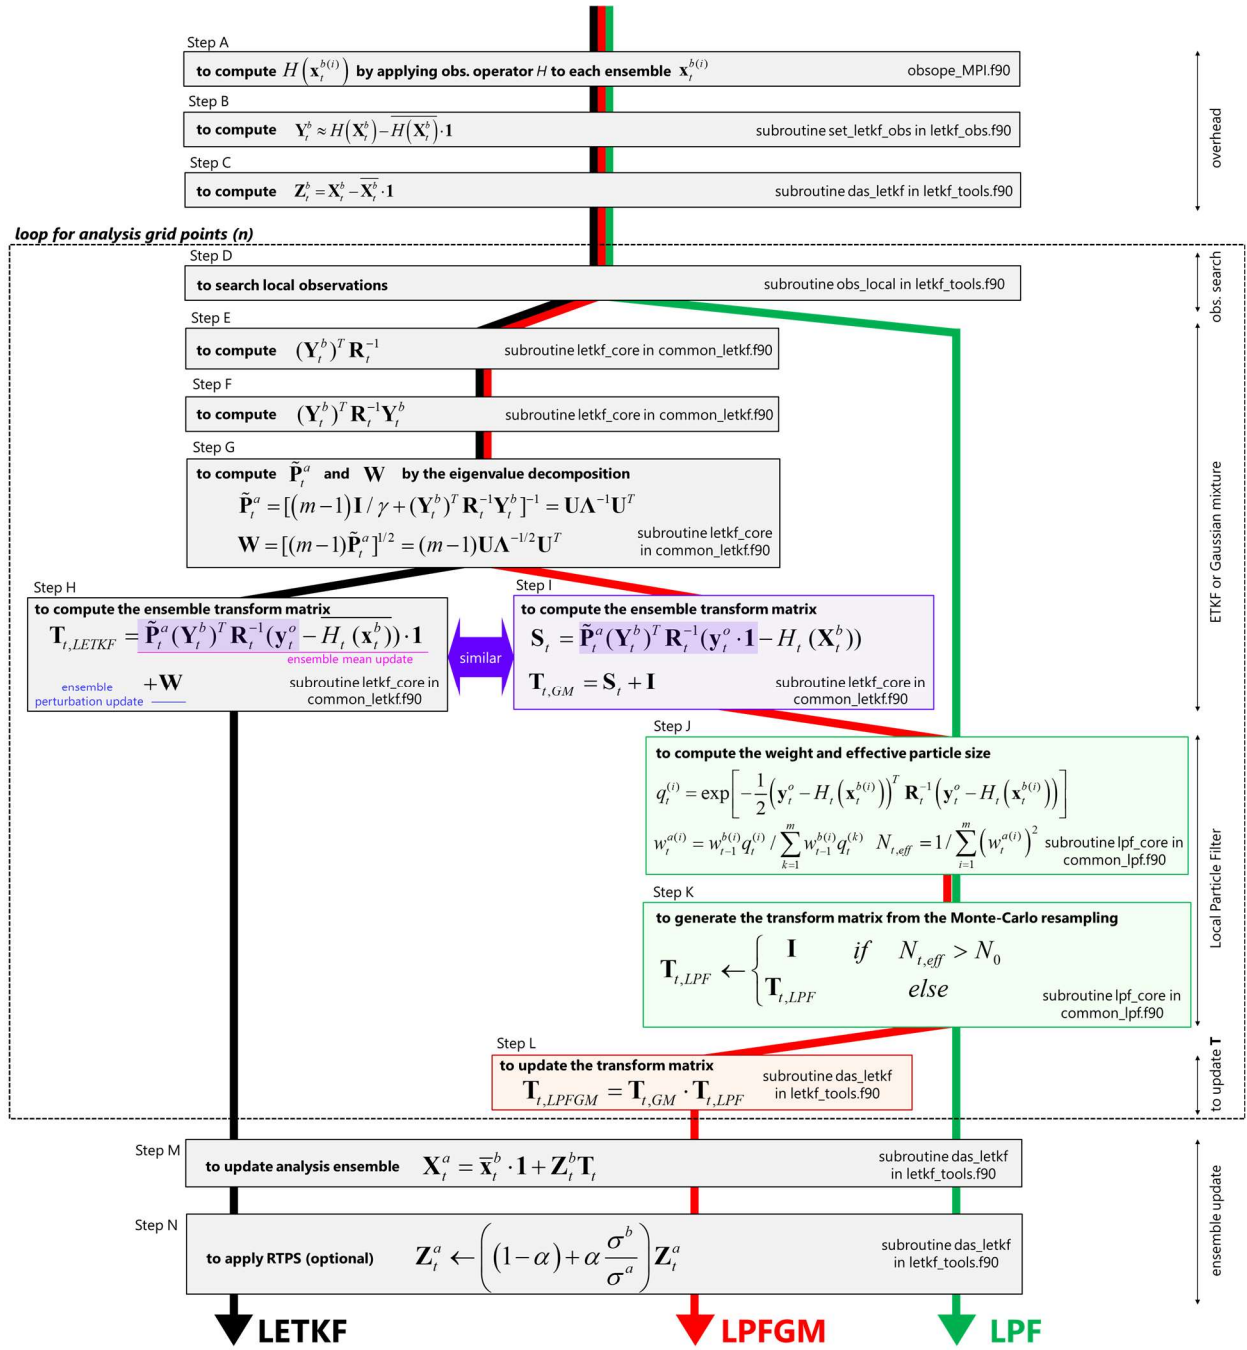 Step A
to compute H(x_t^{b(i)}) by applying obs. operator H to each ensemble x_t^{b(i)} obsope_MPI.f90
Step B
to compute Y_t^b ≈ H(X_t^b) − \overline{H(X_t^b)}·1 subroutine set_letkf_obs in letkf_obs.f90
Step C
to compute Z_t^b = X_t^b − \overline{X_t^b}·1 subroutine das_letkf in letkf_tools.f90
overhead
loop for analysis grid points (n)
Step D
to search local observations subroutine obs_local in letkf_tools.f90
obs. search
Step E
to compute (Y_t^b)^T R_t^{-1} subroutine letkf_core in common_letkf.f90
Step F
to compute (Y_t^b)^T R_t^{-1} Y_t^b subroutine letkf_core in common_letkf.f90
Step G
to compute \tilde{P}_t^a and W by the eigenvalue decomposition
\tilde{P}_t^a = [(m−1)I / γ + (Y_t^b)^T R_t^{-1} Y_t^b]^{-1} = UΛ^{-1}U^T
W = [(m−1)\tilde{P}_t^a]^{1/2} = (m−1)UΛ^{-1/2}U^T
subroutine letkf_core
in common_letkf.f90
Step H
to compute the ensemble transform matrix
T_{t,LETKF} = \tilde{P}_t^a (Y_t^b)^T R_t^{-1}(y_t^o − \overline{H_t(x_t^b)})·1
ensemble mean update
+W
ensemble
perturbation update
subroutine letkf_core in
common_letkf.f90
similar
Step I
to compute the ensemble transform matrix
S_t = \tilde{P}_t^a (Y_t^b)^T R_t^{-1}(y_t^o·1 − H_t(X_t^b))
T_{t,GM} = S_t + I
subroutine letkf_core in
common_letkf.f90
ETKF or Gaussian mixture
Step J
to compute the weight and effective particle size
q_t^{(i)} = exp[−\frac{1}{2}(y_t^o − H_t(x_t^{b(i)}))^T R_t^{-1}(y_t^o − H_t(x_t^{b(i)}))]
w_t^{a(i)} = w_{t−1}^{b(i)} q_t^{(i)} / \sum_{k=1}^{m} w_{t−1}^{b(i)} q_t^{(k)} N_{t,eff} = 1 / \sum_{i=1}^{m} (w_t^{a(i)})^2
subroutine lpf_core in
common_lpf.f90
Step K
to generate the transform matrix from the Monte-Carlo resampling
T_{t,LPF} ← { I if N_{t,eff} > N_0
T_{t,LPF} else
subroutine lpf_core in
common_lpf.f90
Local Particle Filter
Step L
to update the transform matrix
T_{t,LPFGM} = T_{t,GM} · T_{t,LPF}
subroutine das_letkf
in letkf_tools.f90
to update T
Step M
to update analysis ensemble X_t^a = \overline{x}_t^b·1 + Z_t^b T_t
subroutine das_letkf
in letkf_tools.f90
Step N
to apply RTPS (optional) Z_t^a ← ((1−α) + α\frac{σ^b}{σ^a}) Z_t^a
subroutine das_letkf
in letkf_tools.f90
ensemble update
LETKF
LPFGM
LPF